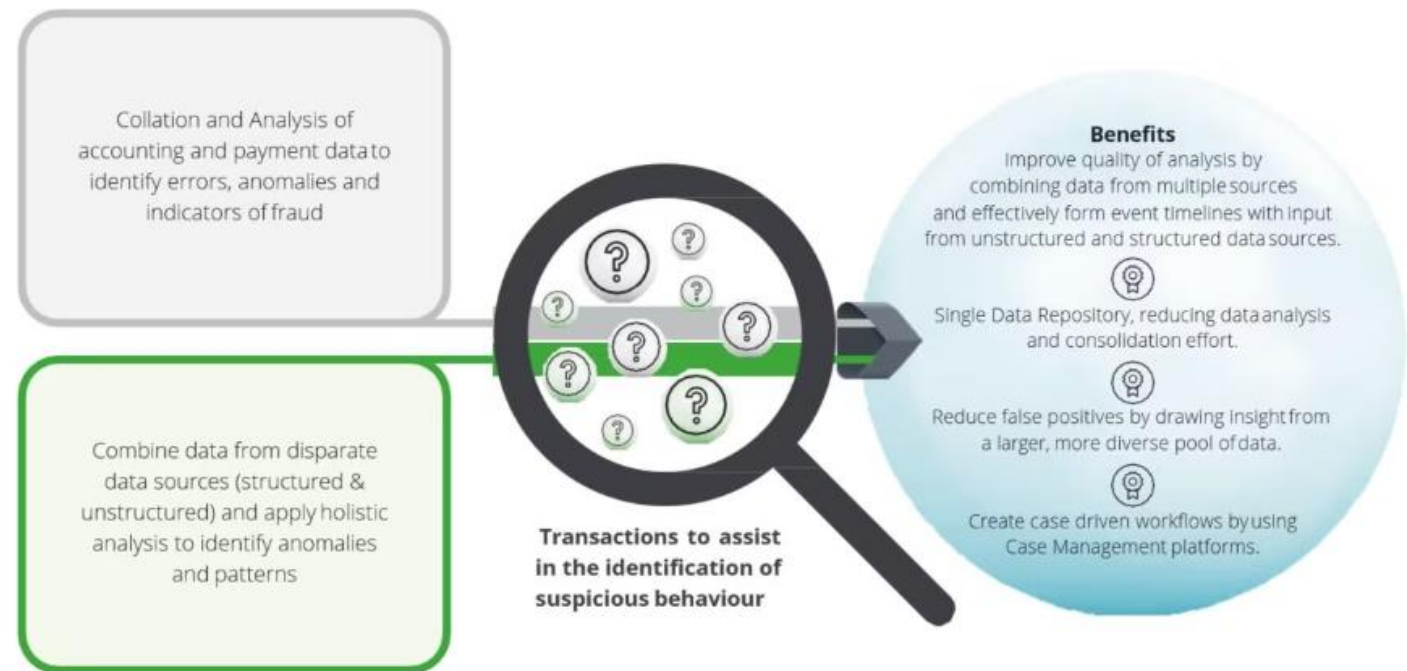 Collation and Analysis of
accounting and payment data to
identify errors, anomalies and
indicators of fraud
Combine data from disparate
data sources (structured &
unstructured) and apply holistic
analysis to identify anomalies
and patterns
?
?
?
?
?
?
?
?
?
Transactions to assist
in the identification of
suspicious behaviour
Benefits
Improve quality of analysis by
combining data from multiple sources
and effectively form event timelines with input
from unstructured and structured data sources.
Single Data Repository, reducing data analysis
and consolidation effort.
Reduce false positives by drawing insight from
a larger, more diverse pool of data.
Create case driven workflows by using
Case Management platforms.